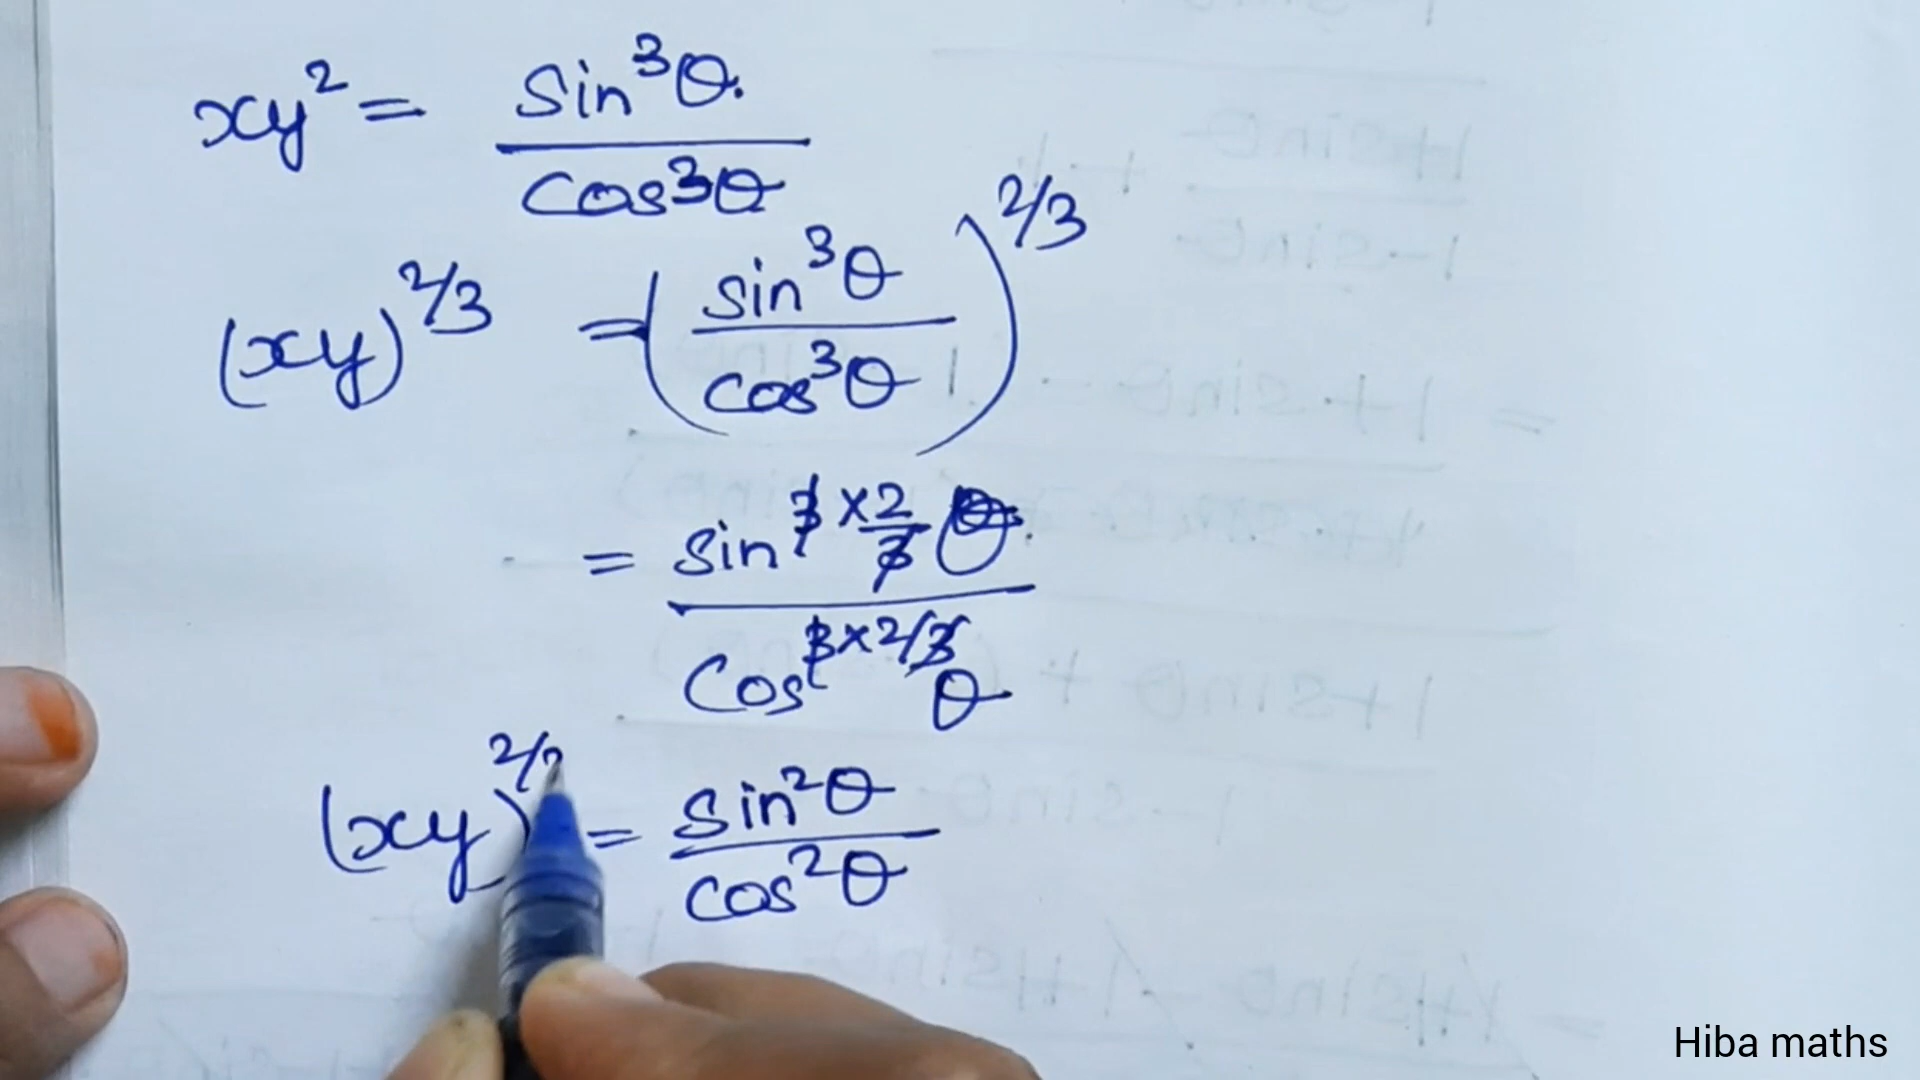 xy² = sin³θ. / cos³θ
(xy)^2/3 = (sin³θ / cos³θ)^2/3
= sin^3×2/3 θ. / cos^3×2/3 θ
(xy)^2/3 = sin²θ / cos²θ
Hiba maths